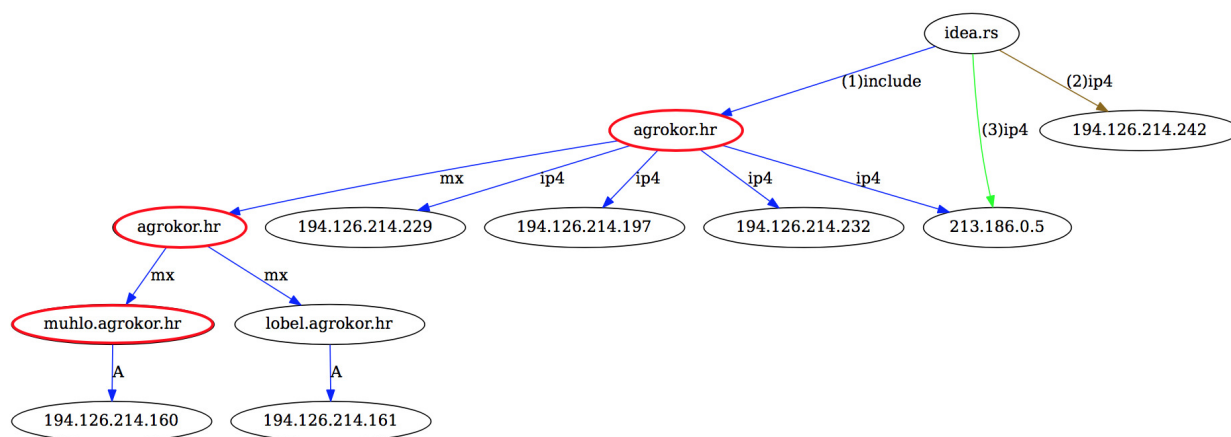 idea.rs
(1)include
(2)ip4
(3)ip4
agrokor.hr
194.126.214.242
mx
ip4
ip4
ip4
ip4
agrokor.hr
194.126.214.229
194.126.214.197
194.126.214.232
213.186.0.5
mx
mx
muhlo.agrokor.hr
lobel.agrokor.hr
A
A
194.126.214.160
194.126.214.161